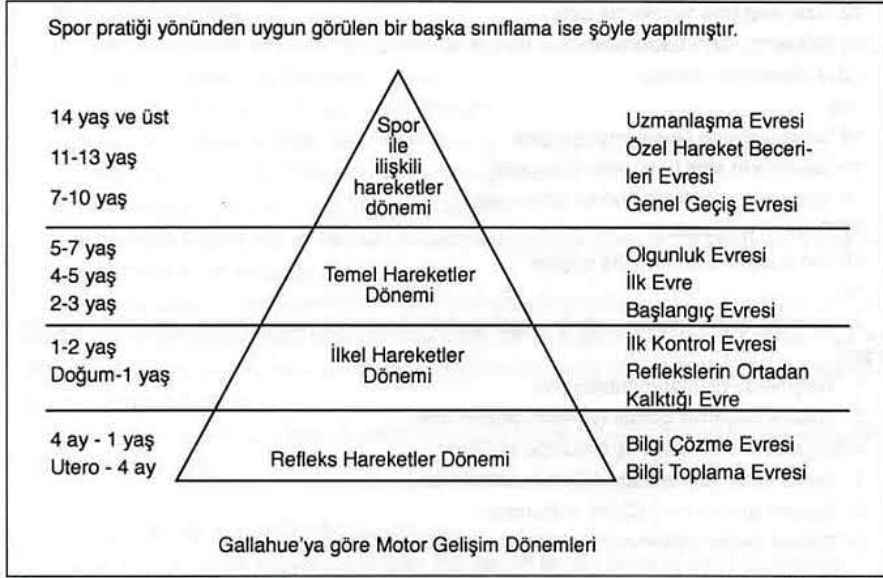 Spor pratiği yönünden uygun görülen bir başka sınıflama ise şöyle yapılmıştır.
14 yaş ve üst
11-13 yaş
7-10 yaş
Spor
ile
ilişkili
hareketler
dönemi
Uzmanlaşma Evresi
Özel Hareket Beceri-
leri Evresi
Genel Geçiş Evresi
5-7 yaş
4-5 yaş
2-3 yaş
Temel Hareketler
Dönemi
Olgunluk Evresi
İlk Evre
Başlangıç Evresi
1-2 yaş
Doğum-1 yaş
İlkel Hareketler
Dönemi
İlk Kontrol Evresi
Reflekslerin Ortadan
Kalktığı Evre
4 ay - 1 yaş
Utero - 4 ay
Refleks Hareketler Dönemi
Bilgi Çözme Evresi
Bilgi Toplama Evresi
Gallahue'ya göre Motor Gelişim Dönemleri